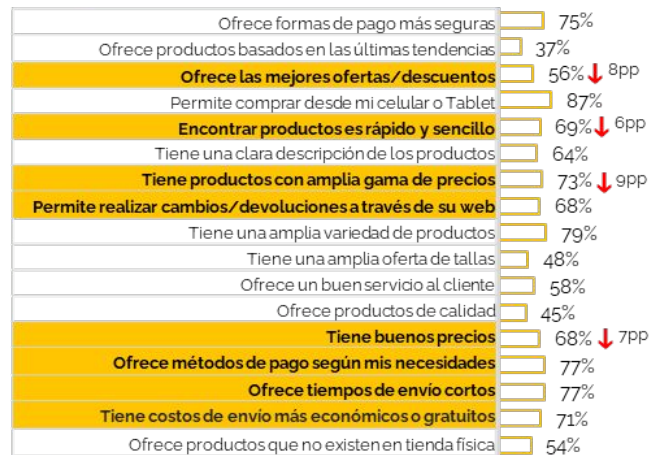 Ofrece formas de pago más seguras 75%
Ofrece productos basados en las últimas tendencias 37%
Ofrece las mejores ofertas/descuentos 56% ↓ 8pp
Permite comprar desde mi celular o Tablet 87%
Encontrar productos es rápido y sencillo 69% ↓ 6pp
Tiene una clara descripción de los productos 64%
Tiene productos con amplia gama de precios 73% ↓ 9pp
Permite realizar cambios/devoluciones a través de su web 68%
Tiene una amplia variedad de productos 79%
Tiene una amplia oferta de tallas 48%
Ofrece un buen servicio al cliente 58%
Ofrece productos de calidad 45%
Tiene buenos precios 68% ↓ 7pp
Ofrece métodos de pago según mis necesidades 77%
Ofrece tiempos de envío cortos 77%
Tiene costos de envío más económicos o gratuitos 71%
Ofrece productos que no existen en tienda física 54%